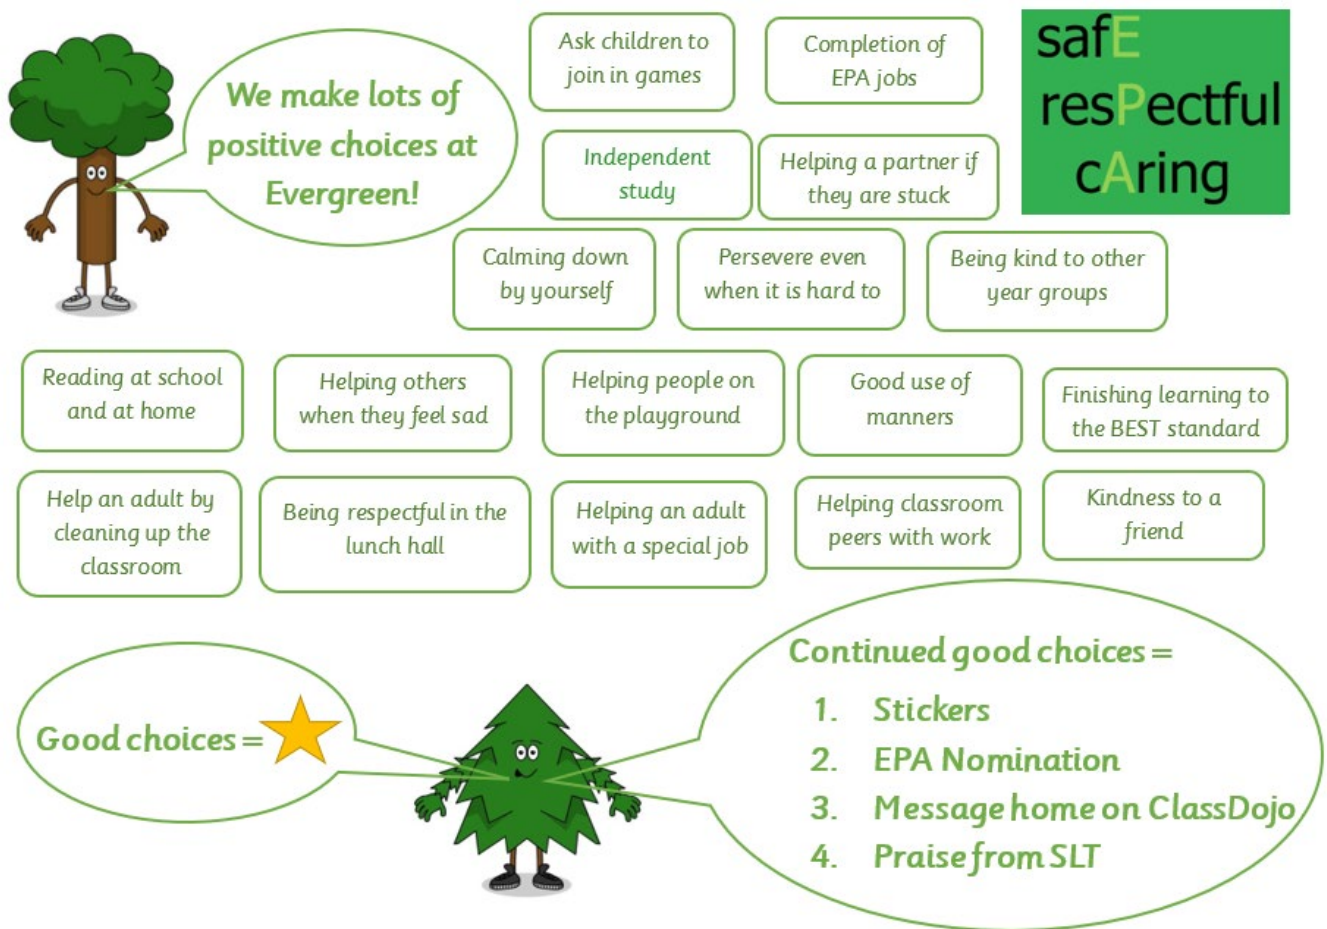 We make lots of
positive choices at
Evergreen!
Ask children to
join in games
Completion of
EPA jobs
safE
resPectful
cAring
Independent
study
Helping a partner if
they are stuck
Calming down
by yourself
Persevere even
when it is hard to
Being kind to other
year groups
Reading at school
and at home
Helping others
when they feel sad
Helping people on
the playground
Good use of
manners
Finishing learning to
the BEST standard
Help an adult by
cleaning up the
classroom
Being respectful in the
lunch hall
Helping an adult
with a special job
Helping classroom
peers with work
Kindness to a
friend
Good choices =
Continued good choices =
1. Stickers
2. EPA Nomination
3. Message home on ClassDojo
4. Praise from SLT